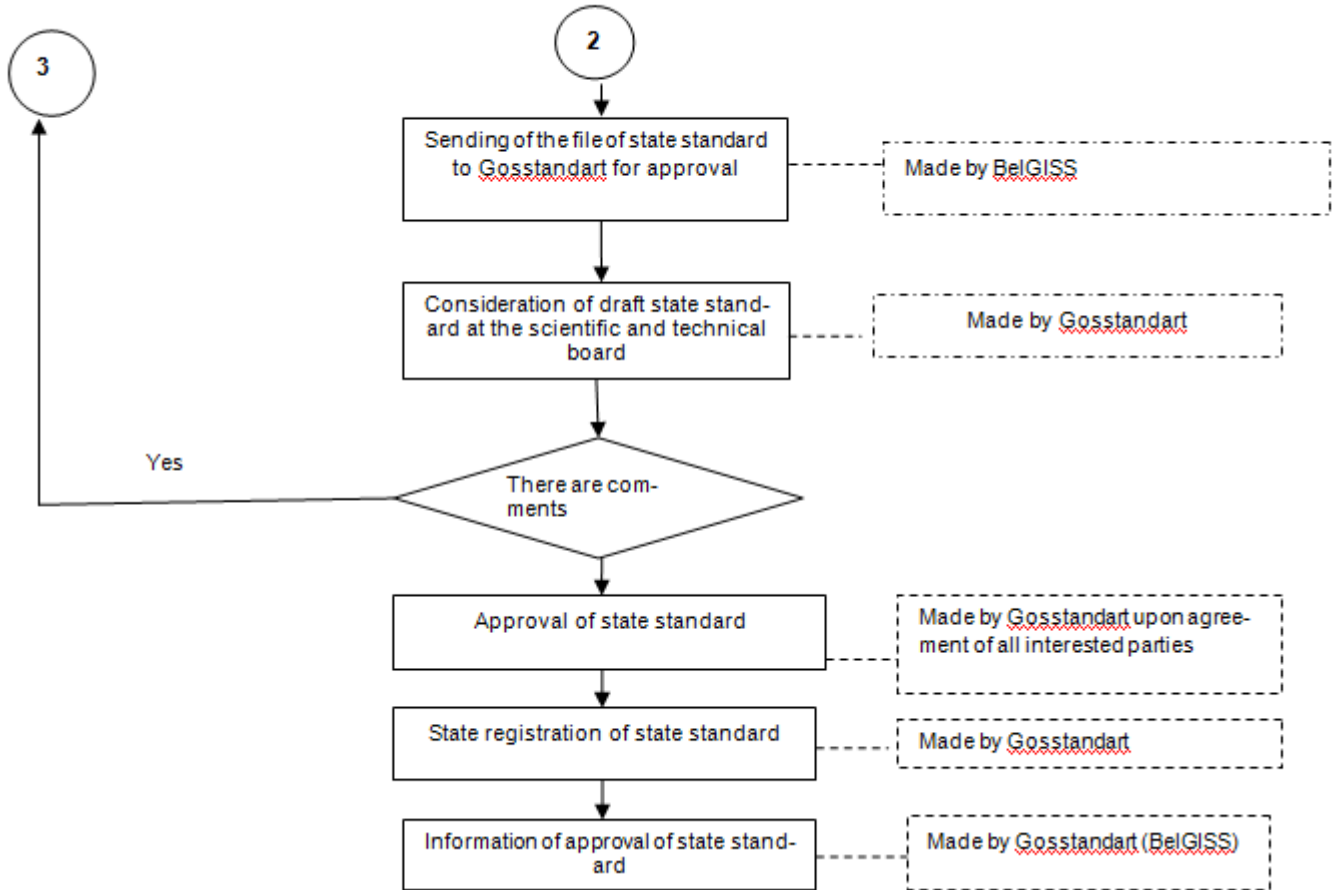 3
2
Sending of the file of state standard
to Gosstandart for approval
Made by BelGISS
Consideration of draft state stand-
ard at the scientific and technical
board
Made by Gosstandart
Yes
There are com-
ments
Approval of state standard
Made by Gosstandart upon agree-
ment of all interested parties
State registration of state standard
Made by Gosstandart
Information of approval of state stand-
ard
Made by Gosstandart (BelGISS)